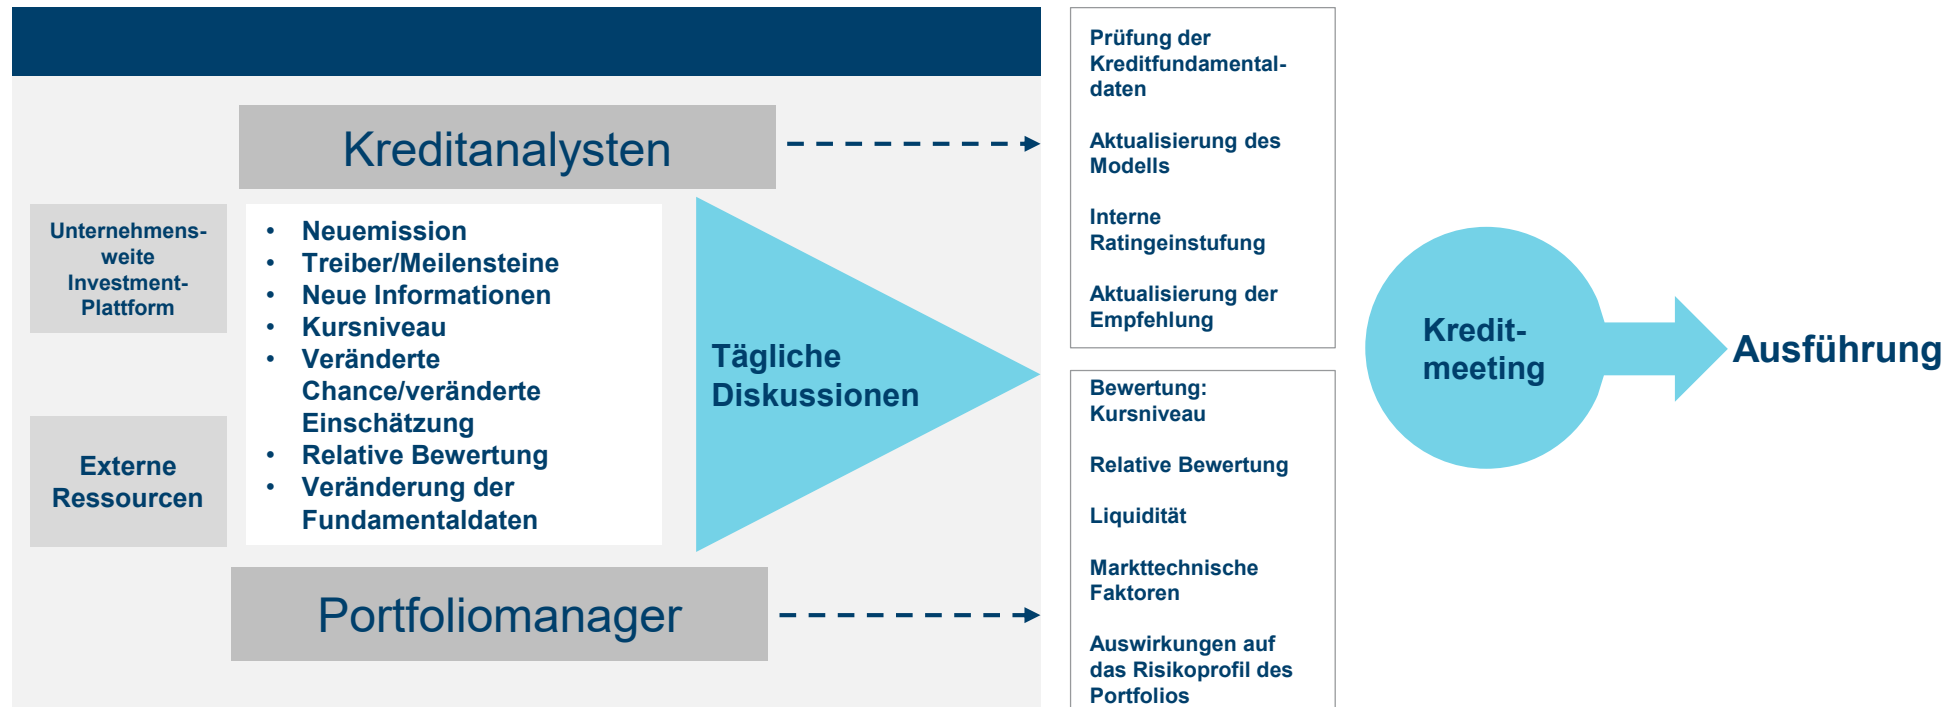 Kreditanalysten
Unternehmens-
weite
Investment-
Plattform
Externe
Ressourcen
• Neuemission
• Treiber/Meilensteine
• Neue Informationen
• Kursniveau
• Veränderte
Chance/veränderte
Einschätzung
• Relative Bewertung
• Veränderung der
Fundamentaldaten
Tägliche
Diskussionen
Portfoliomanager
Prüfung der
Kreditfundamental-
daten
Aktualisierung des
Modells
Interne
Ratingeinstufung
Aktualisierung der
Empfehlung
Bewertung:
Kursniveau
Relative Bewertung
Liquidität
Markttechnische
Faktoren
Auswirkungen auf
das Risikoprofil des
Portfolios
Kredit-
meeting
Ausführung